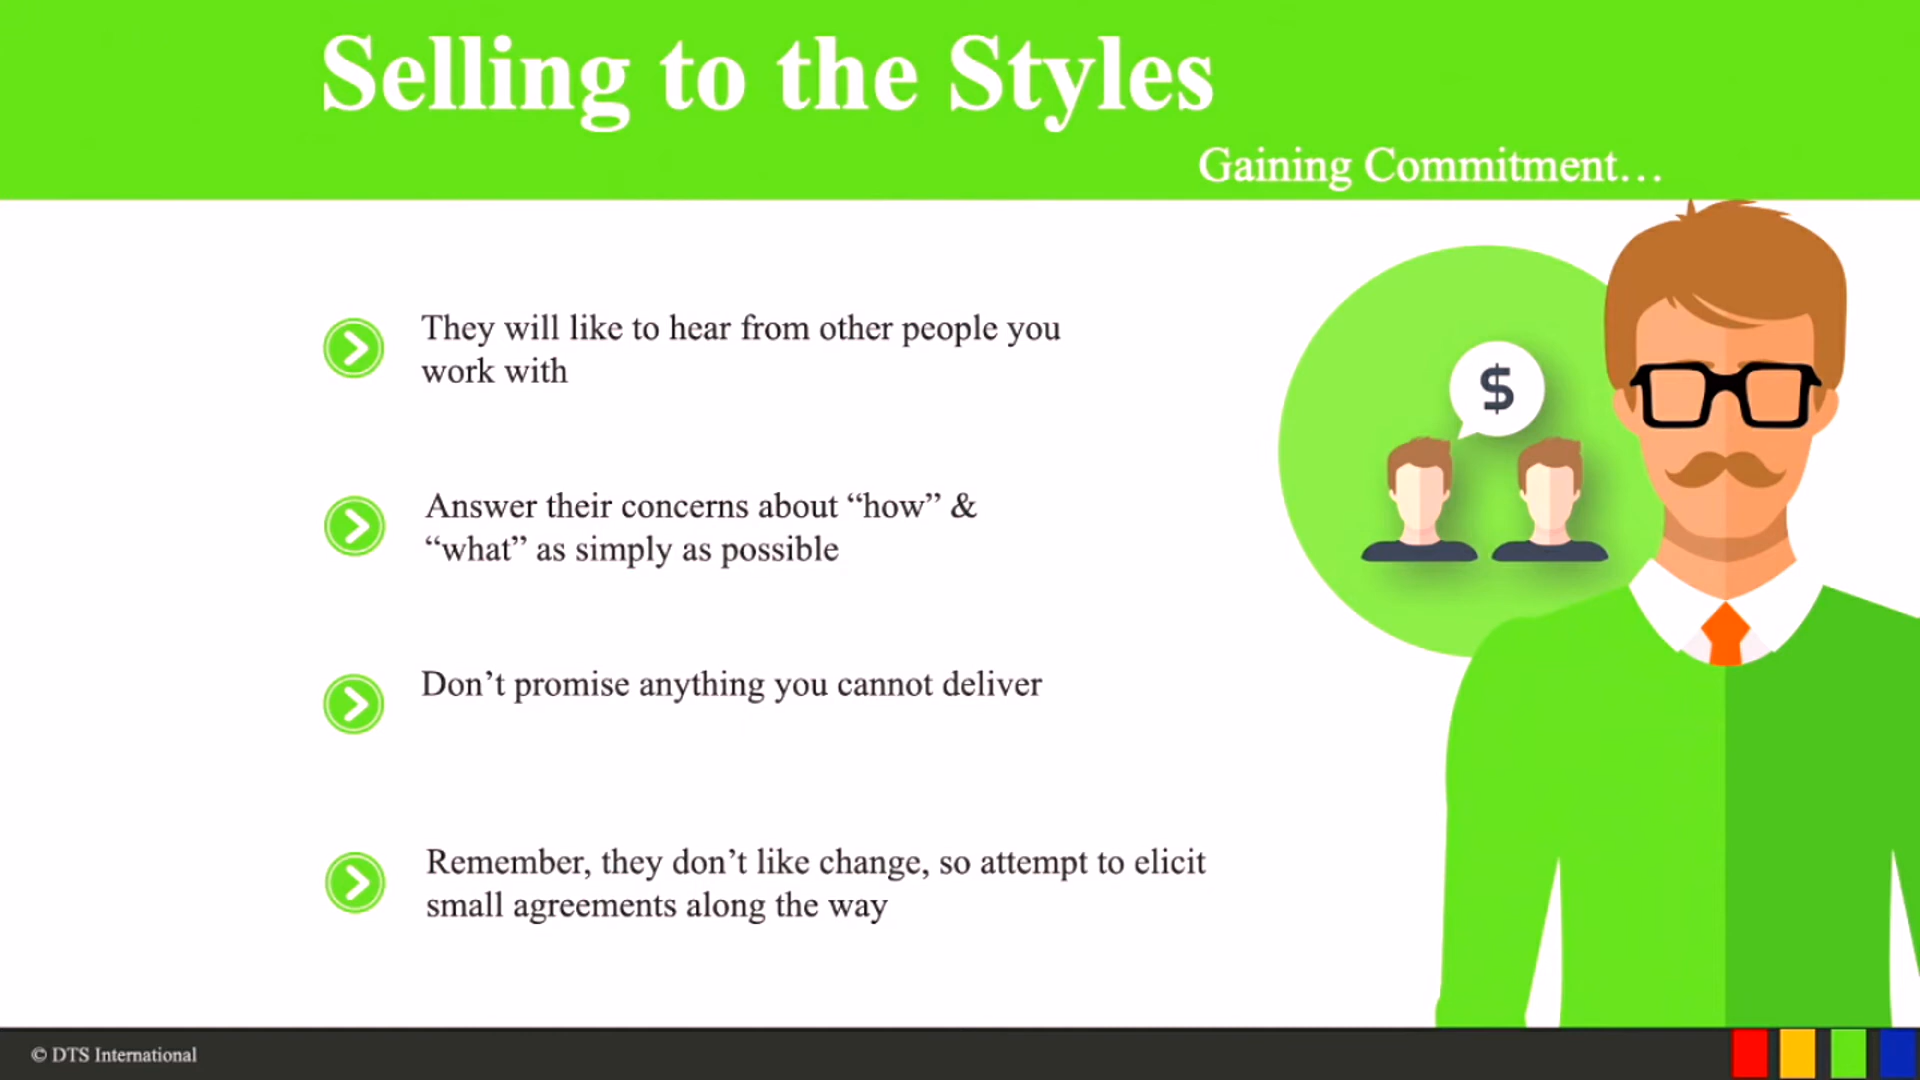 Selling to the Styles
Gaining Commitment…
They will like to hear from other people you
work with
$
Answer their concerns about “how” &
“what” as simply as possible
Don’t promise anything you cannot deliver
Remember, they don’t like change, so attempt to elicit
small agreements along the way
© DTS International